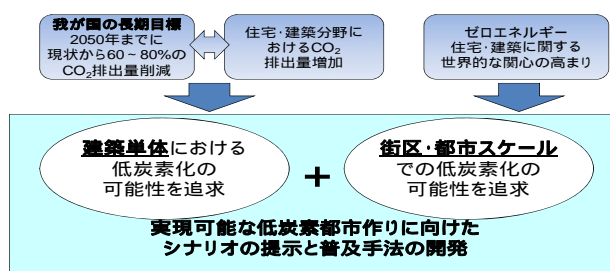 我が国の長期目標
2050年までに
現状から60～80%の
CO2排出量削減
住宅・建築分野に
おけるCO2
排出量増加
ゼロエネルギー
住宅・建築に関する
世界的な関心の高まり
建築単体における
低炭素化の
可能性を追求
+
街区・都市スケール
での低炭素化の
可能性を追求
実現可能な低炭素都市作りに向けた
シナリオの提示と普及手法の開発